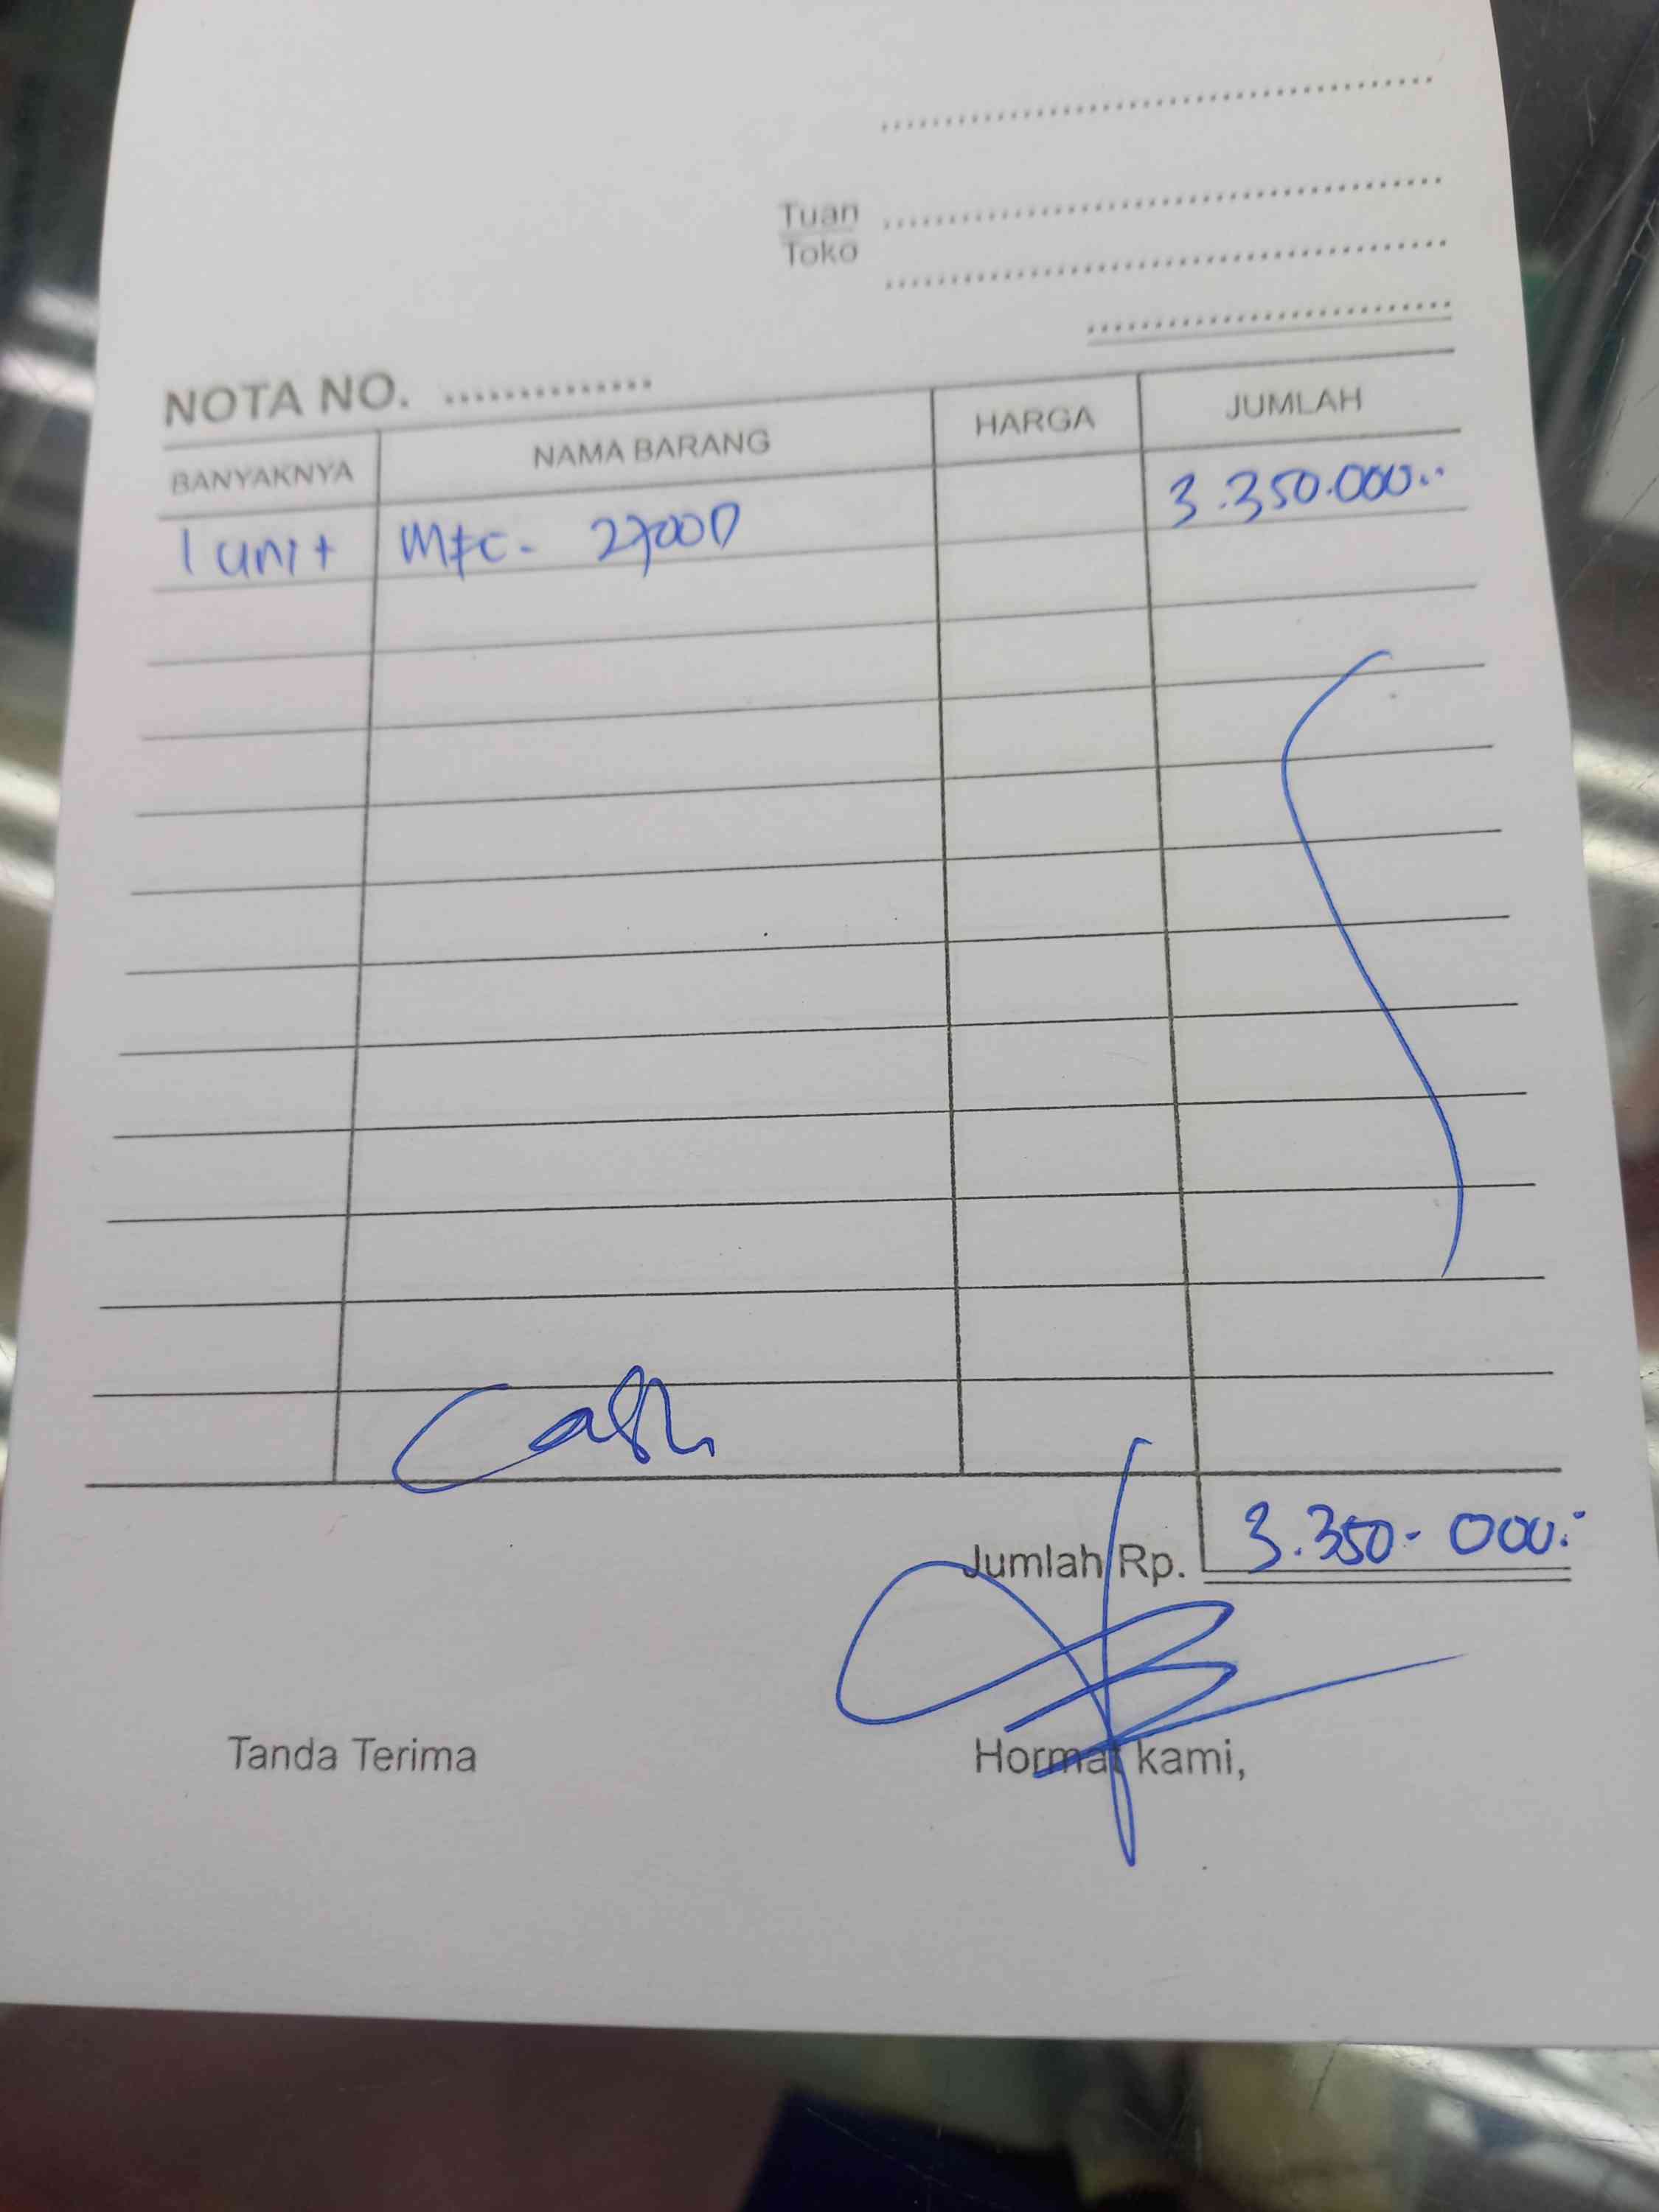 Tuan
Toko
NOTA NO. ...............
BANYAKNYA NAMA BARANG HARGA JUMLAH
1 unit Mfc - 2700D 3.350.000.-
Cash
Jumlah Rp. 3.350.000.-
Tanda Terima Hormat kami,